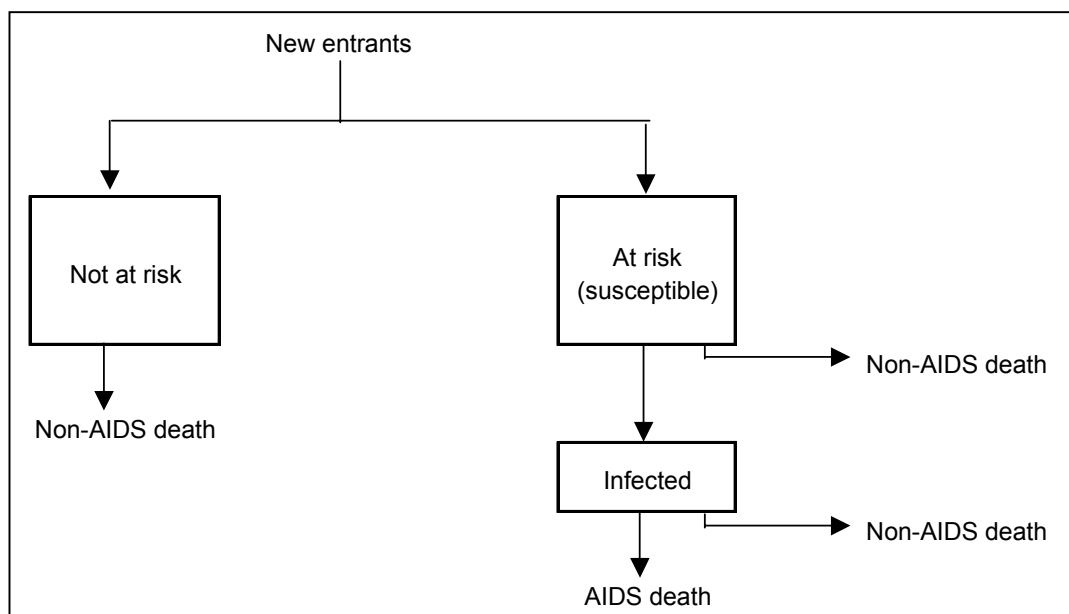 New entrants
Not at risk
At risk
(susceptible)
Non-AIDS death
Non-AIDS death
Infected
Non-AIDS death
AIDS death